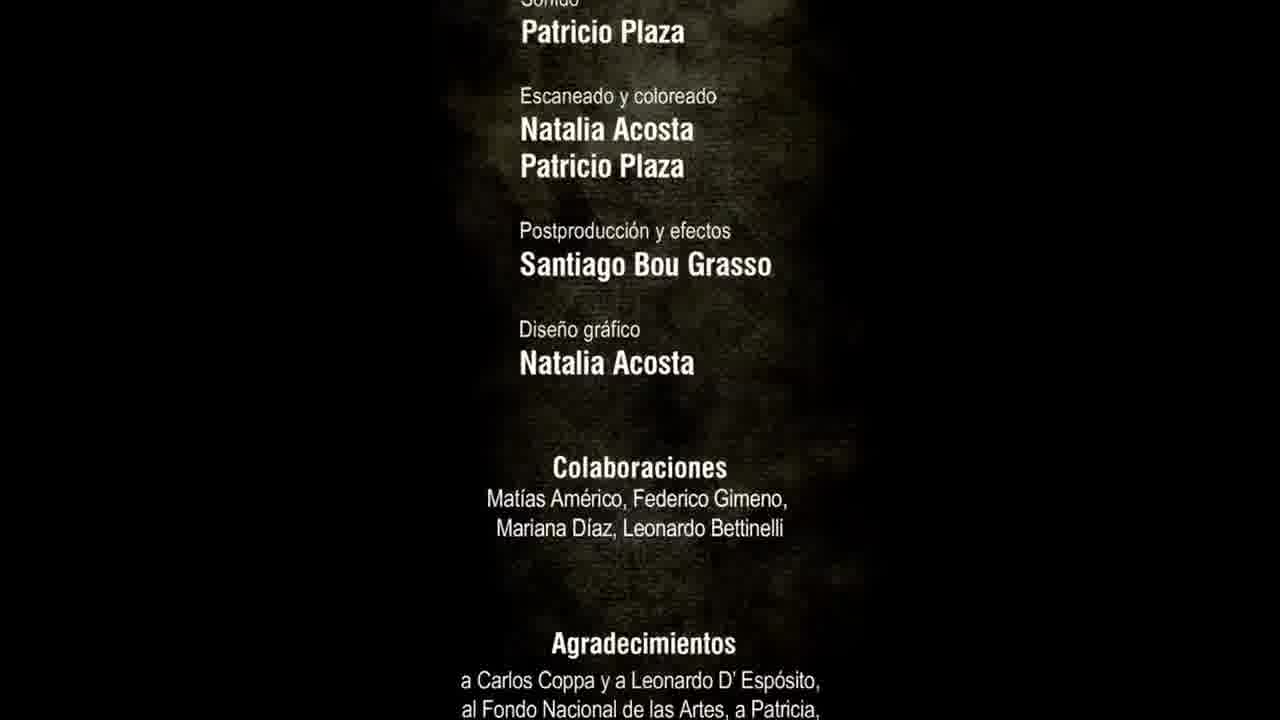 Sonido
Patricio Plaza
Escaneado y coloreado
Natalia Acosta
Patricio Plaza
Postproducción y efectos
Santiago Bou Grasso
Diseño gráfico
Natalia Acosta
Colaboraciones
Matías Américo, Federico Gimeno,
Mariana Díaz, Leonardo Bettinelli
Agradecimientos
a Carlos Coppa y a Leonardo D' Espósito,
al Fondo Nacional de las Artes, a Patricia,